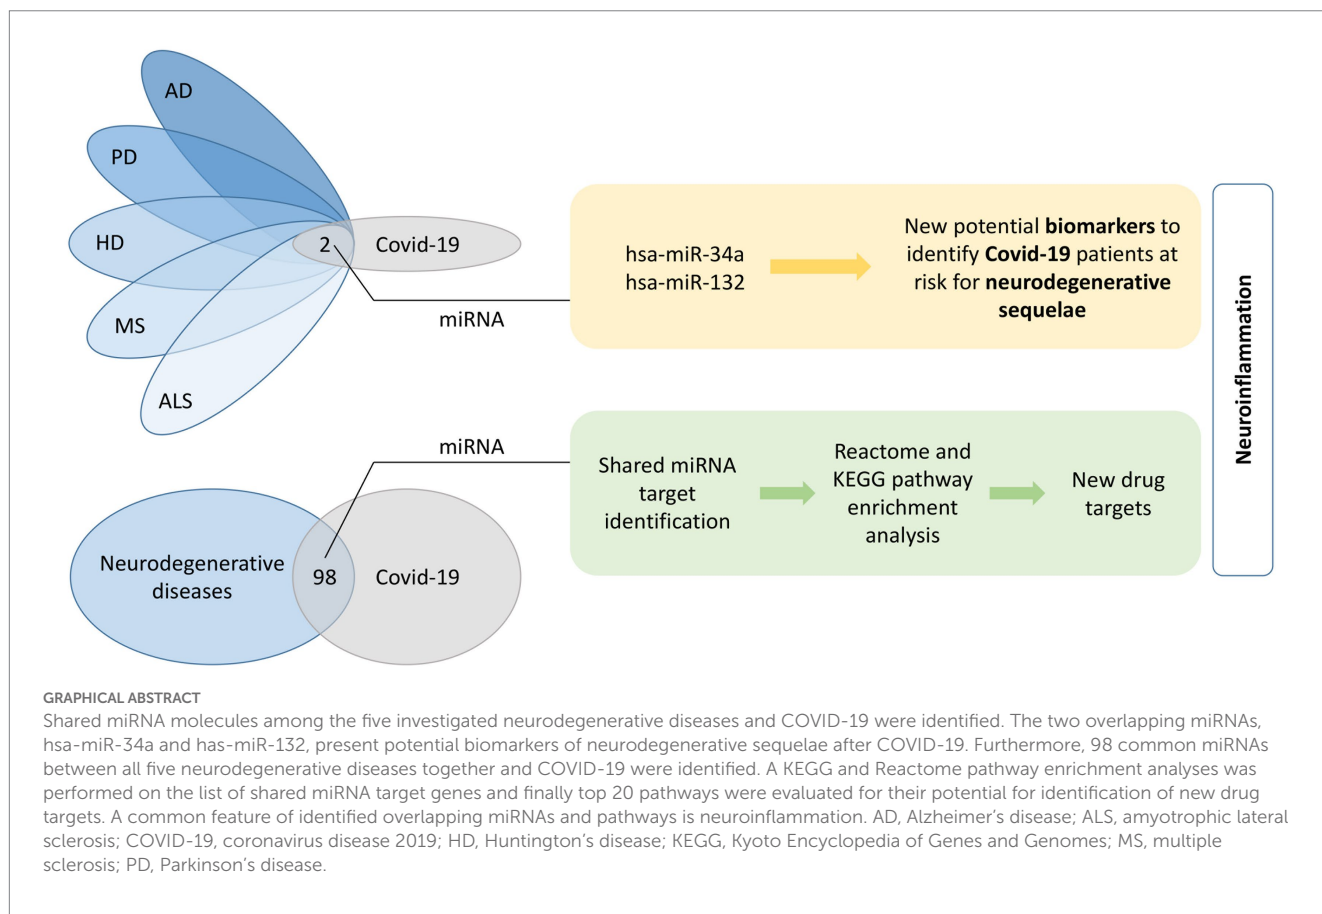 AD
PD
HD
MS
ALS
2
Covid-19
miRNA
hsa-miR-34a
hsa-miR-132
New potential biomarkers to
identify Covid-19 patients at
risk for neurodegenerative
sequelae
Neurodegenerative
diseases
98
Covid-19
miRNA
Shared miRNA
target
identification
Reactome and
KEGG pathway
enrichment
analysis
New drug
targets
Neuroinflammation
GRAPHICAL ABSTRACT
Shared miRNA molecules among the five investigated neurodegenerative diseases and COVID-19 were identified. The two overlapping miRNAs,
hsa-miR-34a and has-miR-132, present potential biomarkers of neurodegenerative sequelae after COVID-19. Furthermore, 98 common miRNAs
between all five neurodegenerative diseases together and COVID-19 were identified. A KEGG and Reactome pathway enrichment analyses was
performed on the list of shared miRNA target genes and finally top 20 pathways were evaluated for their potential for identification of new drug
targets. A common feature of identified overlapping miRNAs and pathways is neuroinflammation. AD, Alzheimer's disease; ALS, amyotrophic lateral
sclerosis; COVID-19, coronavirus disease 2019; HD, Huntington's disease; KEGG, Kyoto Encyclopedia of Genes and Genomes; MS, multiple
sclerosis; PD, Parkinson's disease.